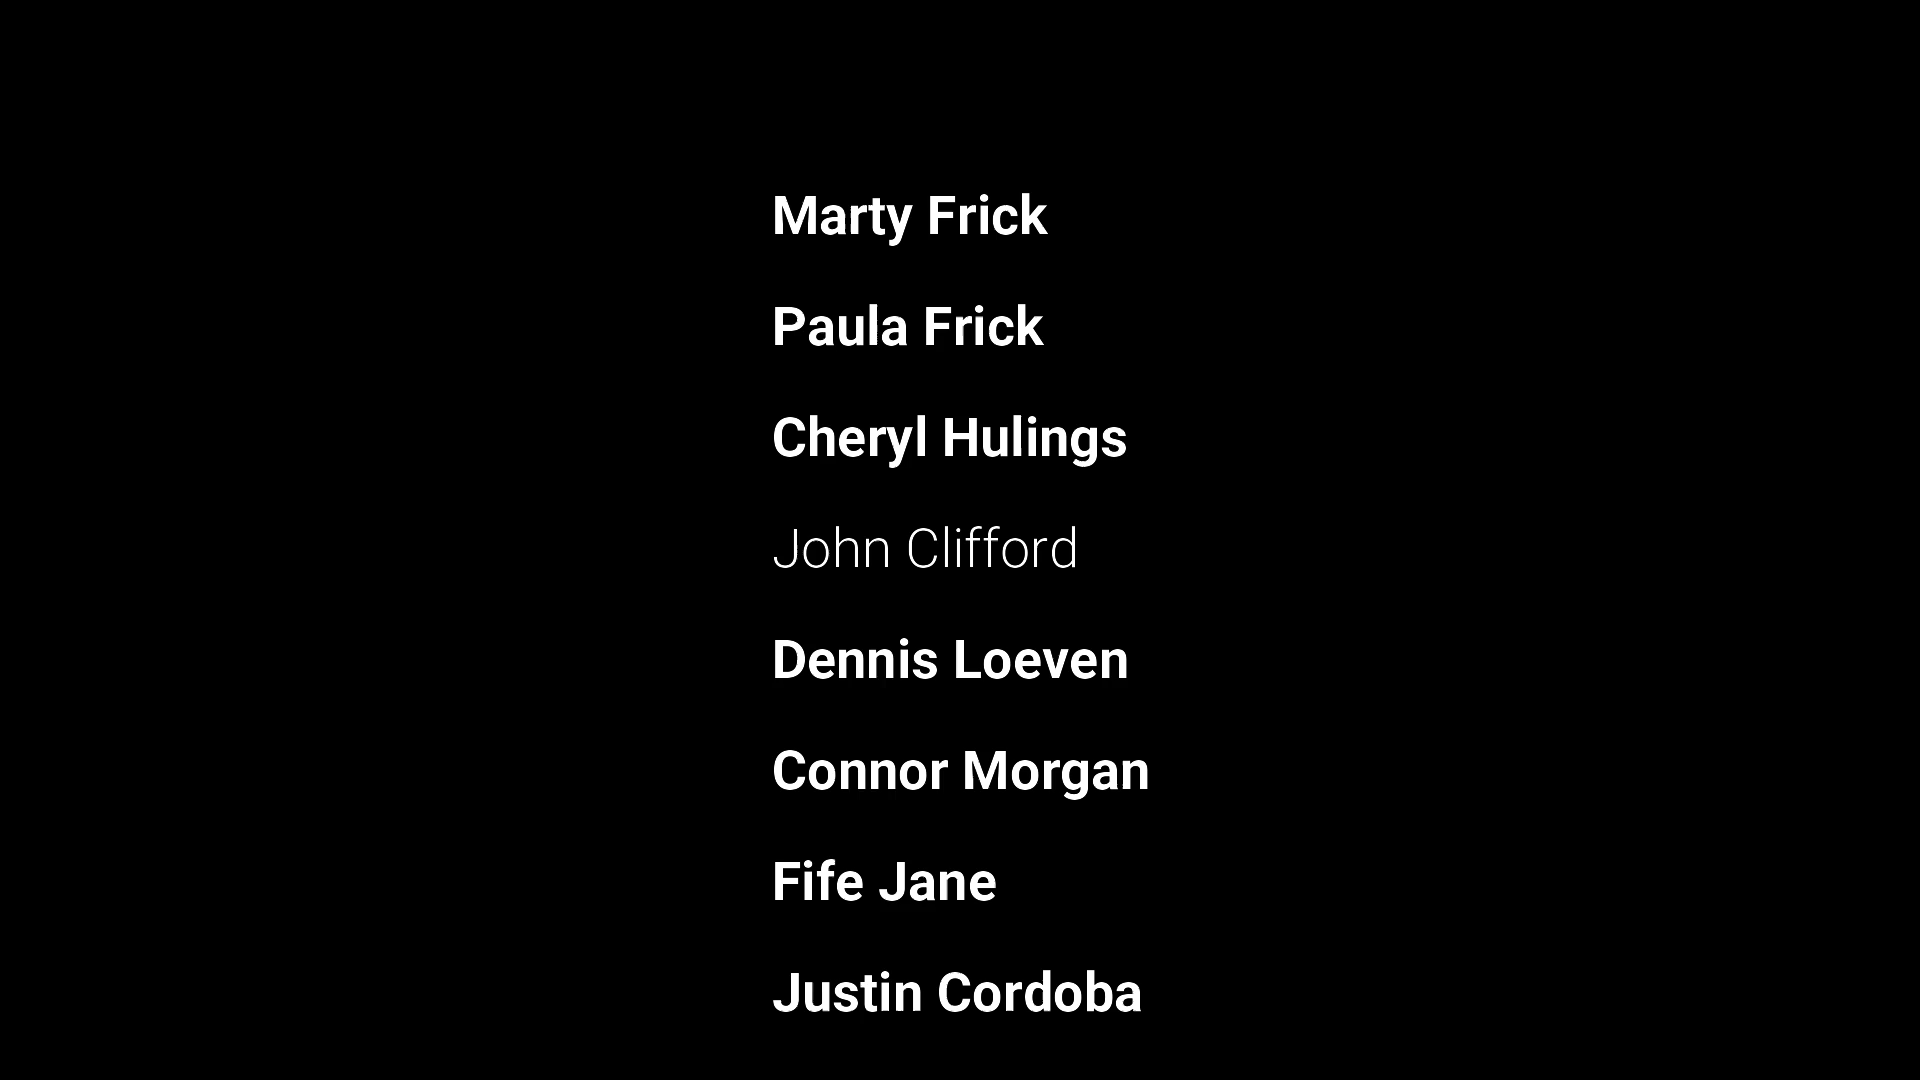 Marty Frick
Paula Frick
Cheryl Hulings
John Clifford
Dennis Loeven
Connor Morgan
Fife Jane
Justin Cordoba